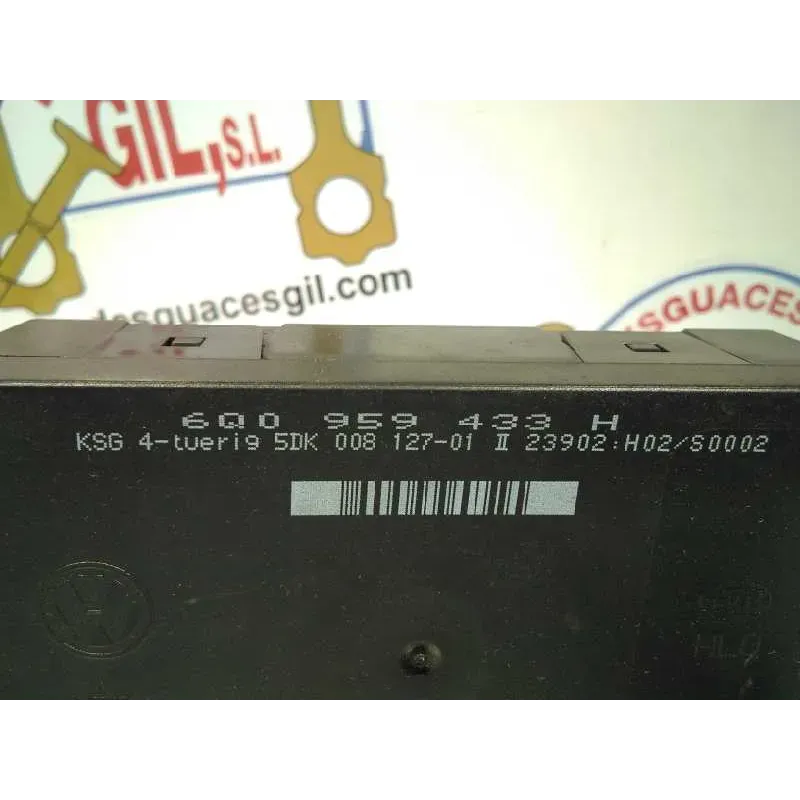 GIL, S.L.
desguacesgil.com
SGUACES
6Q0 959 433 H
KSG 4-tuerig 5DK 008 127-01 II 23902:H02/S0002